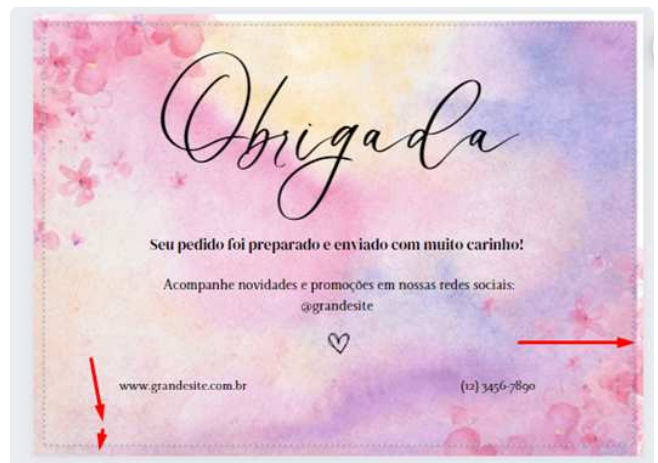 Obrigada
Seu pedido foi preparado e enviado com muito carinho!
Acompanhe novidades e promoções em nossas redes sociais:
@grandesite
www.grandesite.com.br (12) 3456-7890